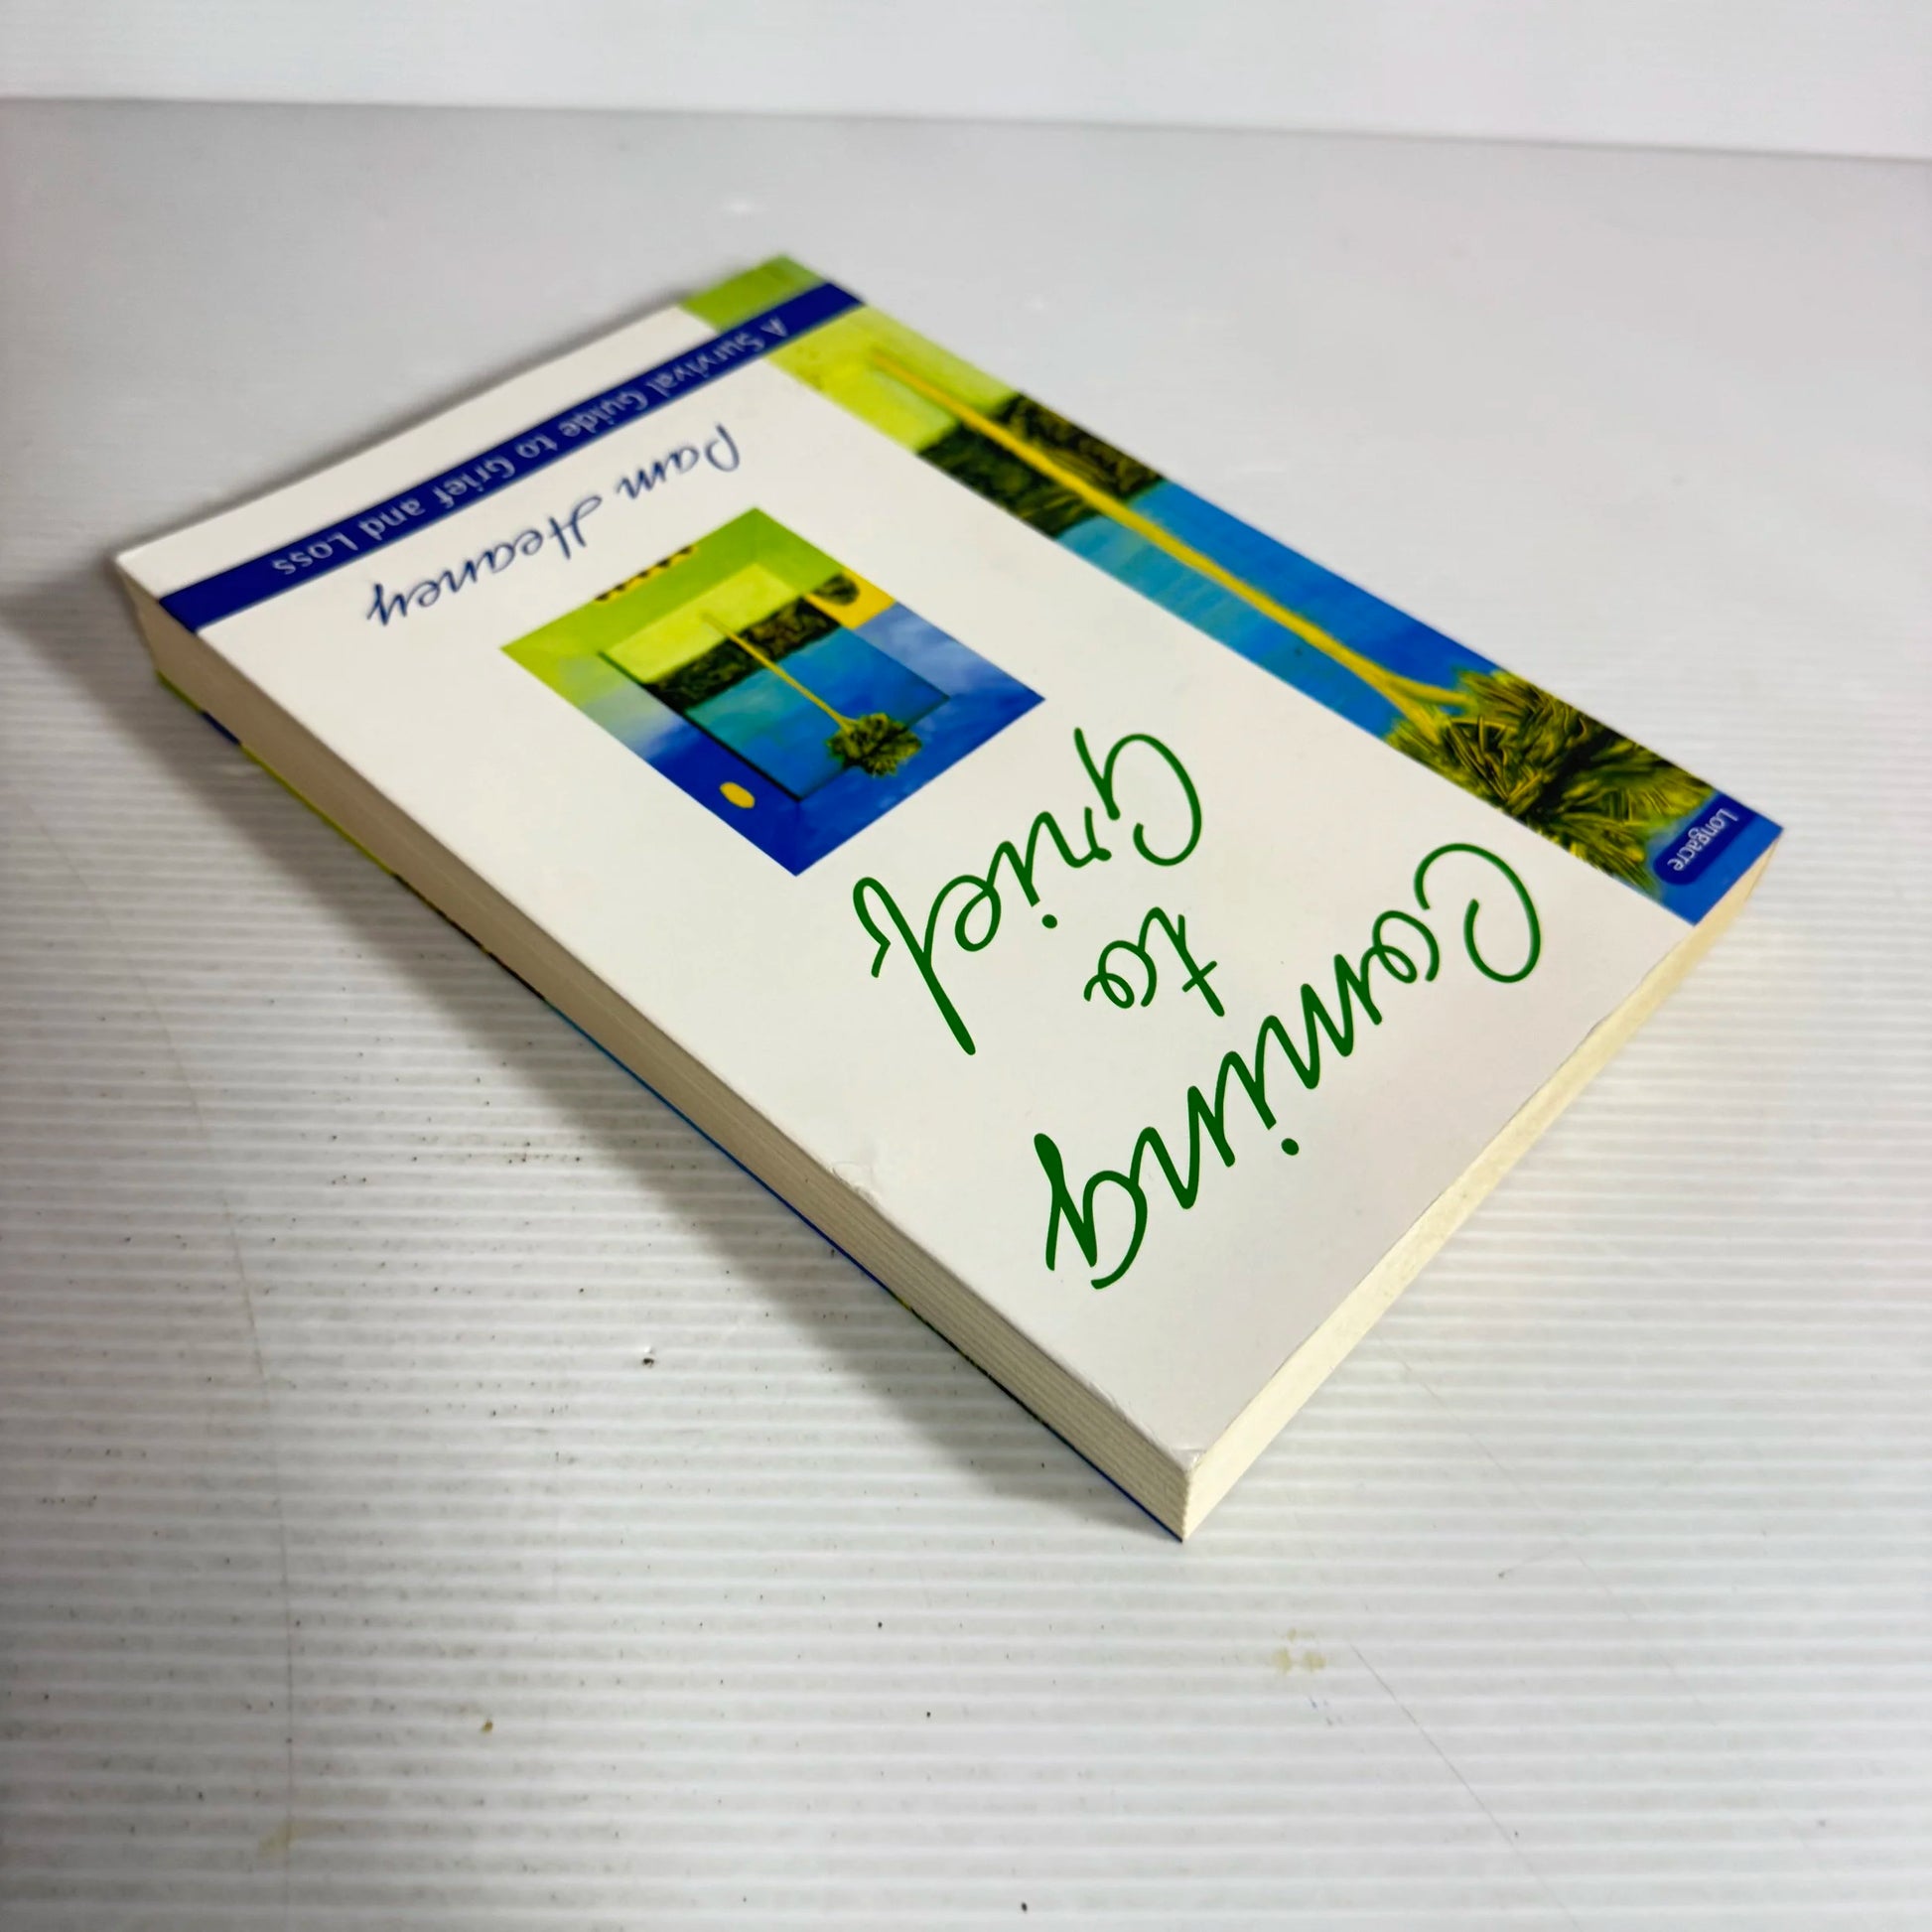 Longacre
Coming
to
Grief
Pam Heaney
A Survival Guide to Grief and Loss